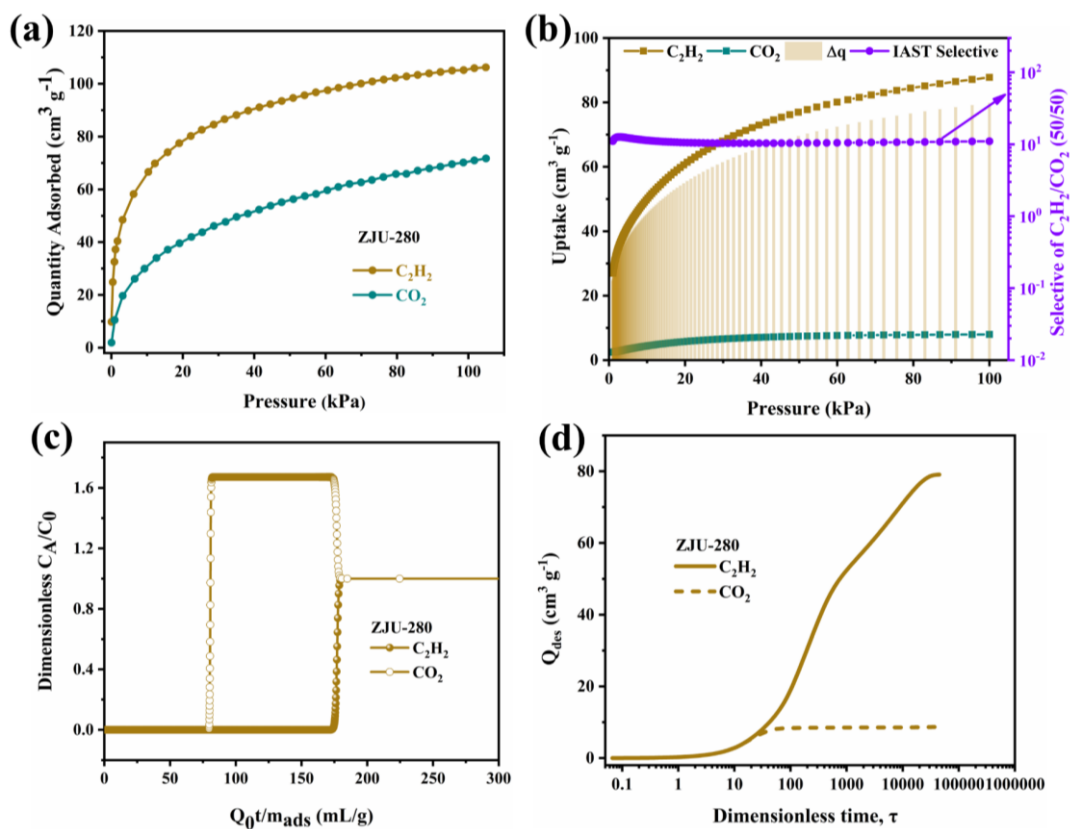 (a)
Quantity Adsorbed (cm³ g⁻¹)
140
120
100
80
60
40
20
0
ZJU-280
C₂H₂
CO₂
0 20 40 60 80 100
Pressure (kPa)
(b)
C₂H₂ CO₂ Δq IAST Selective
Uptake (cm³ g⁻¹)
100
80
60
40
20
0
0 20 40 60 80 100
Pressure (kPa)
10²
10¹
10⁰
10⁻¹
10⁻²
Selective of C₂H₂/CO₂ (50/50)
(c)
Dimensionless C_A/C₀
1.6
1.2
0.8
0.4
0.0
ZJU-280
C₂H₂
CO₂
0 50 100 150 200 250 300
Q₀t/m_ads (mL/g)
(d)
Q_des (cm³ g⁻¹)
80
60
40
20
0
ZJU-280
C₂H₂
CO₂
0.1 1 10 100 1000 10000 1000000 1000000
Dimensionless time, τ